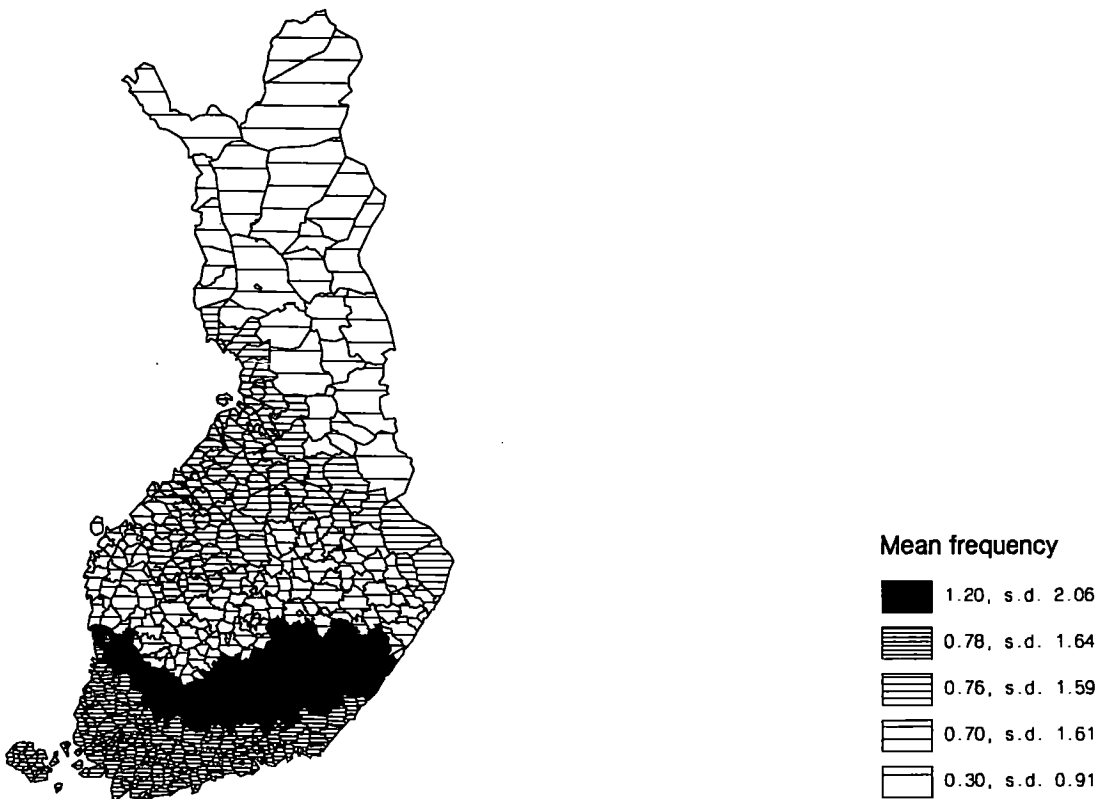 Mean frequency
1.20, s.d. 2.06
0.78, s.d. 1.64
0.76, s.d. 1.59
0.70, s.d. 1.61
0.30, s.d. 0.91